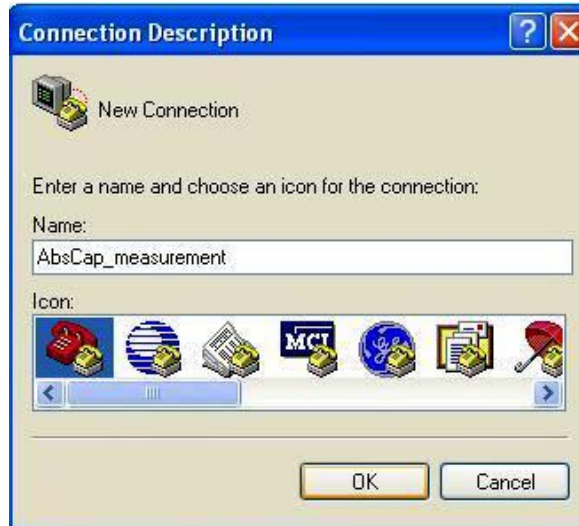 Connection Description
?
New Connection
Enter a name and choose an icon for the connection:
Name:
AbsCap_measurement
Icon:
MCI
OK
Cancel